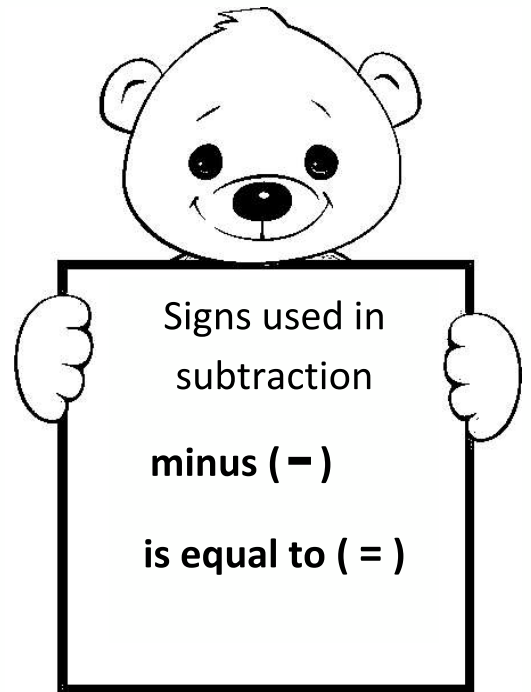 Signs used in
subtraction
minus (-)
is equal to ( = )